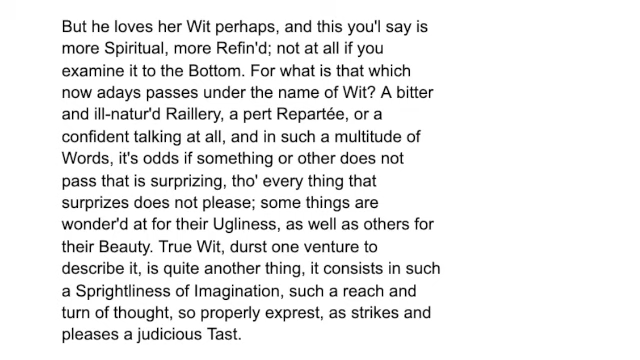 But he loves her Wit perhaps, and this you'l say is
more Spiritual, more Refin'd; not at all if you
examine it to the Bottom. For what is that which
now adays passes under the name of Wit? A bitter
and ill-natur'd Raillery, a pert Repartée, or a
confident talking at all, and in such a multitude of
Words, it's odds if something or other does not
pass that is surprizing, tho' every thing that
surprizes does not please; some things are
wonder'd at for their Ugliness, as well as others for
their Beauty. True Wit, durst one venture to
describe it, is quite another thing, it consists in such
a Sprightliness of Imagination, such a reach and
turn of thought, so properly exprest, as strikes and
pleases a judicious Tast.